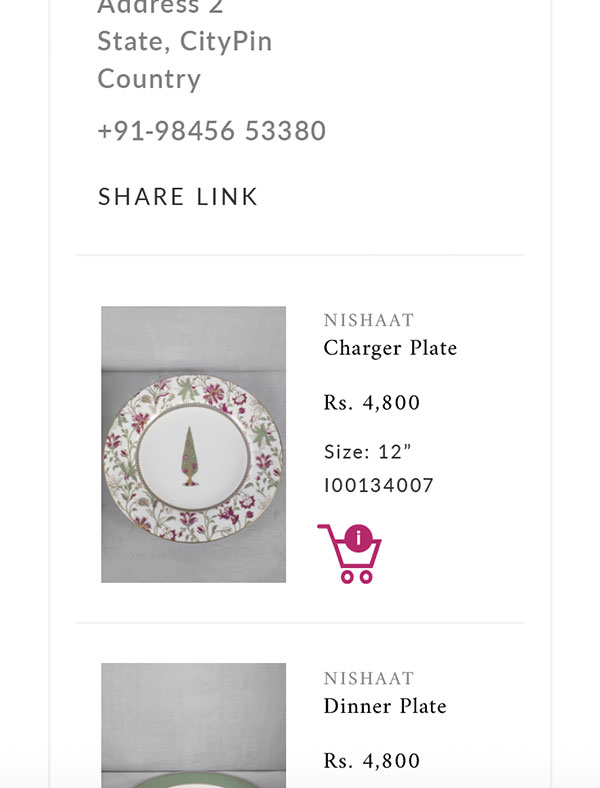 Address 2
State, CityPin
Country
+91-98456 53380
SHARE LINK
NISHAAT
Charger Plate
Rs. 4,800
Size: 12”
I00134007
i
NISHAAT
Dinner Plate
Rs. 4,800